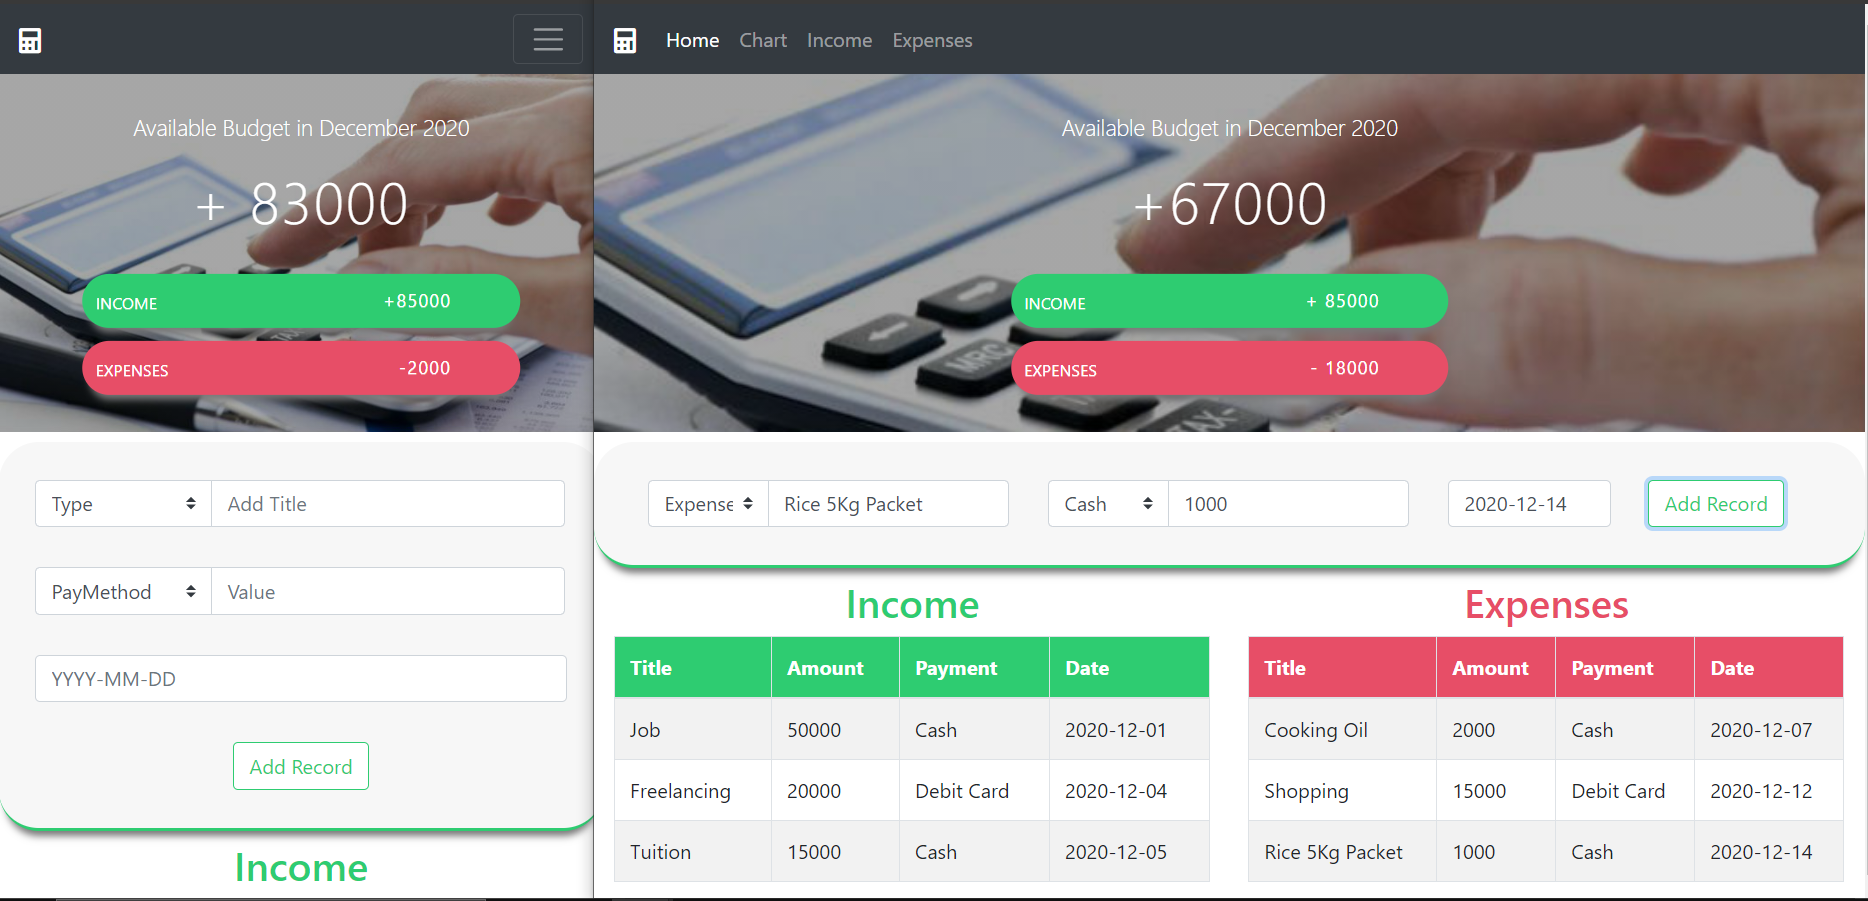 Available Budget in December 2020
+ 83000
INCOME +85000
EXPENSES -2000
Type Add Title
PayMethod Value
YYYY-MM-DD
Add Record
Income
Home Chart Income Expenses
Available Budget in December 2020
+67000
INCOME + 85000
EXPENSES - 18000
MRC
TAX-
Expense Rice 5Kg Packet Cash 1000 2020-12-14 Add Record
Income
Title Amount Payment Date
Job 50000 Cash 2020-12-01
Freelancing 20000 Debit Card 2020-12-04
Tuition 15000 Cash 2020-12-05
Expenses
Title Amount Payment Date
Cooking Oil 2000 Cash 2020-12-07
Shopping 15000 Debit Card 2020-12-12
Rice 5Kg Packet 1000 Cash 2020-12-14